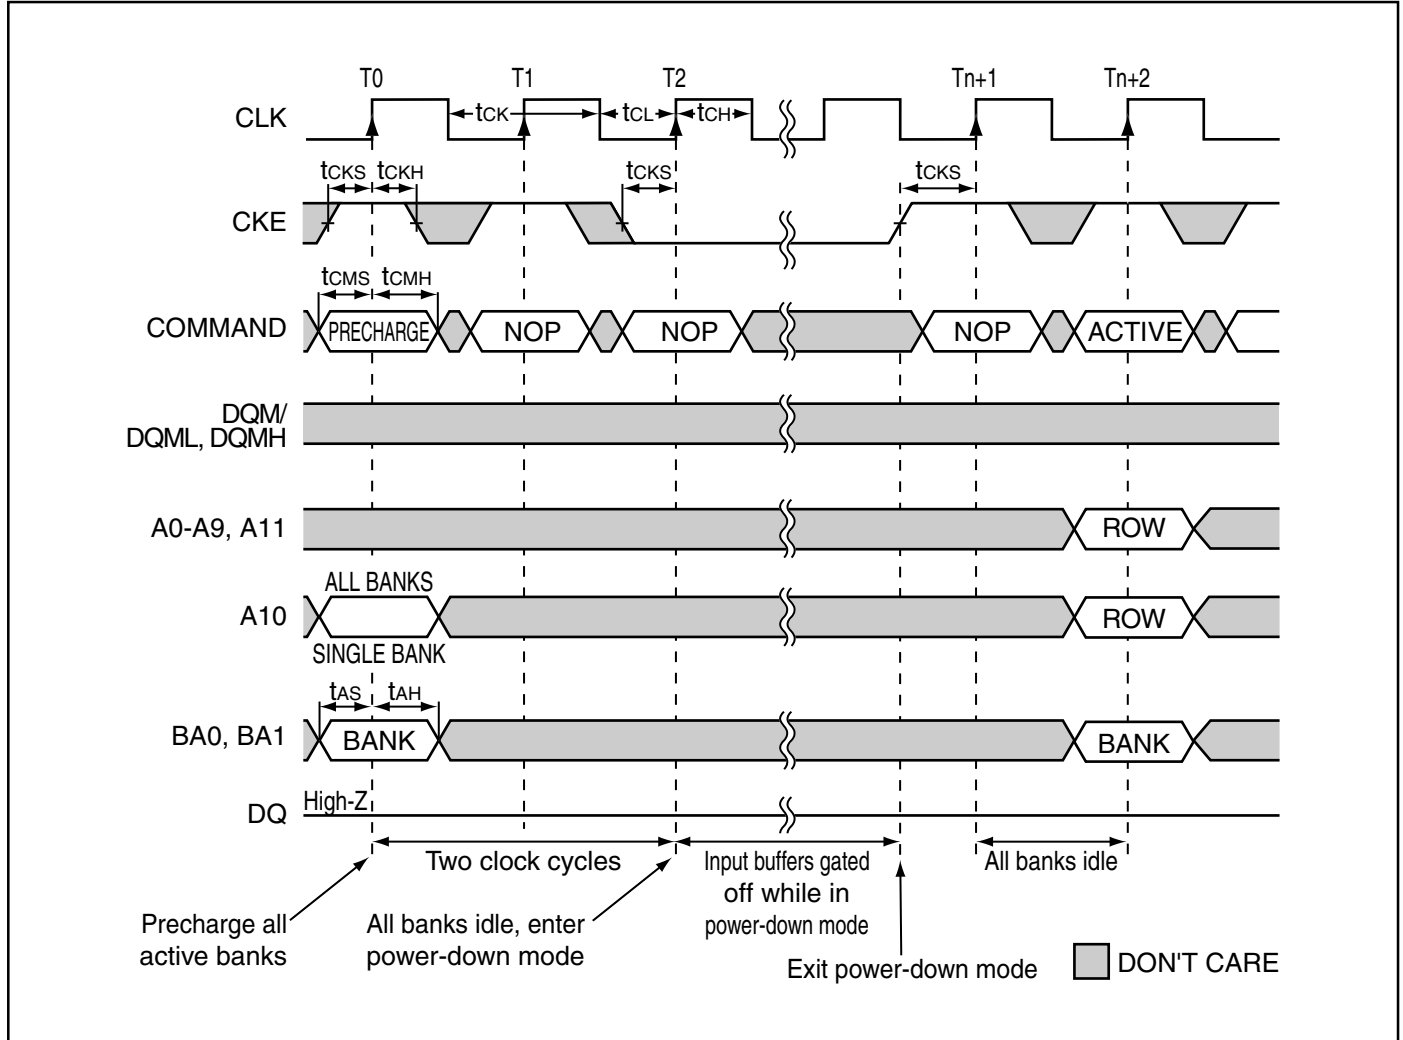 T0 T1 T2 Tn+1 Tn+2
CLK tCK tCL tCH
tCKS tCKH tCKS tCKS
CKE
tCMS tCMH
COMMAND PRECHARGE NOP NOP NOP ACTIVE
DQM/
DQML, DQMH
A0-A9, A11 ROW
ALL BANKS
A10 ROW
SINGLE BANK
tAS tAH
BA0, BA1 BANK BANK
DQ High-Z
Two clock cycles
Input buffers gated
off while in
power-down mode
All banks idle
Precharge all
active banks
All banks idle, enter
power-down mode
Exit power-down mode
DON'T CARE